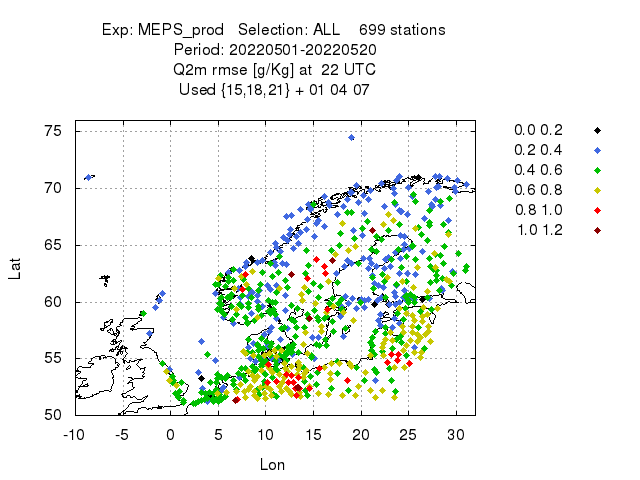 Exp: MEPS_prod Selection: ALL 699 stations
Period: 20220501-20220520
Q2m rmse [g/Kg] at 22 UTC
Used {15,18,21} + 01 04 07
0.0 0.2
0.2 0.4
0.4 0.6
0.6 0.8
0.8 1.0
1.0 1.2
75
70
65
60
55
50
Lat
-10 -5 0 5 10 15 20 25 30
Lon